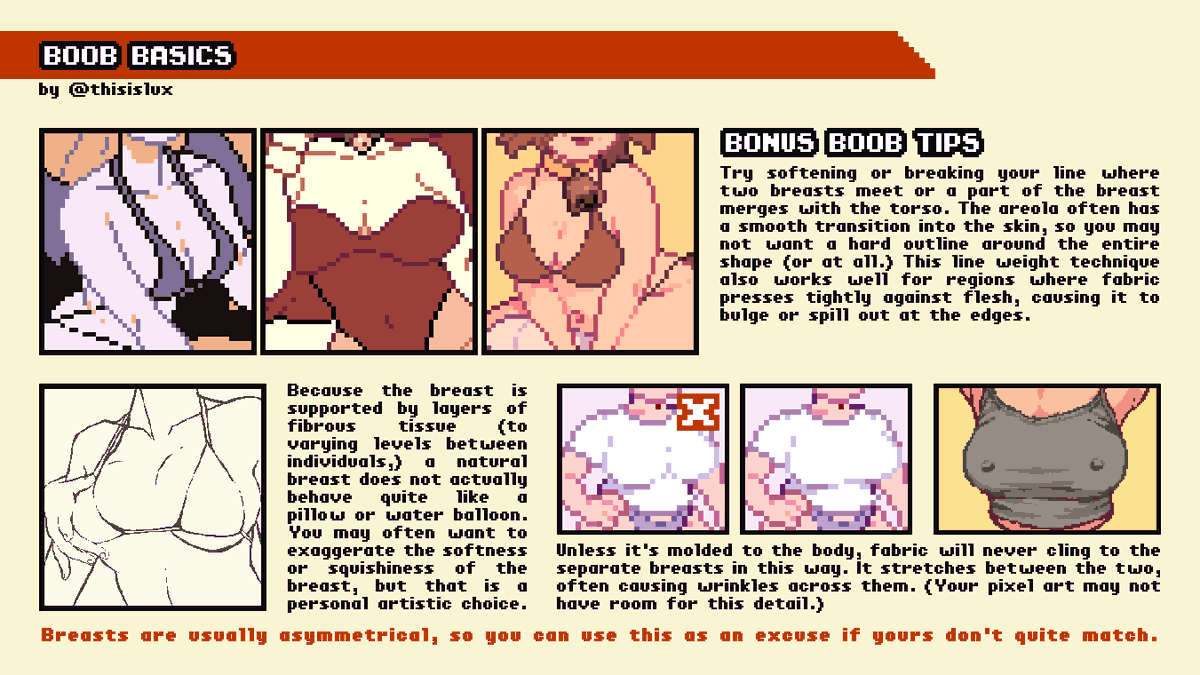 BOOB BASICS
by @thisislux
BONUS BOOB TIPS
Try softening or breaking your line where
two breasts meet or a part of the breast
merges with the torso. The areola often has
a smooth transition into the skin, so you may
not want a hard outline around the entire
shape (or at all.) This line weight technique
also works well for regions where fabric
presses tightly against flesh, causing it to
bulge or spill out at the edges.
Because the breast is
supported by layers of
fibrous tissue (to
varying levels between
individuals,) a natural
breast does not actually
behave quite like a
pillow or water balloon.
You may often want to
exaggerate the softness
or squishiness of the
breast, but that is a
personal artistic choice.
Unless it's molded to the body, fabric will never cling to the
separate breasts in this way. It stretches between the two,
often causing wrinkles across them. (Your pixel art may not
have room for this detail.)
Breasts are usually asymmetrical, so you can use this as an excuse if yours don't quite match.